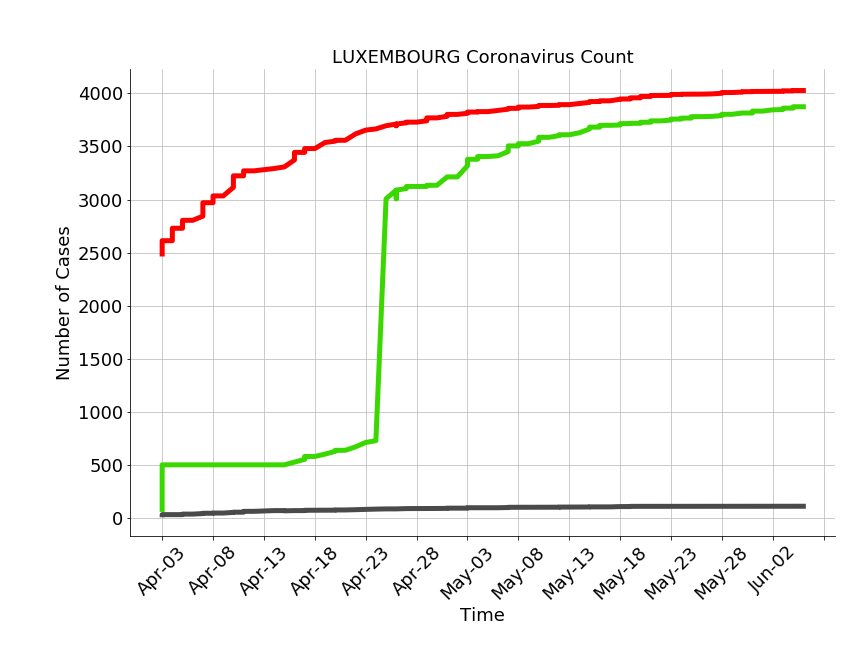 LUXEMBOURG Coronavirus Count
Number of Cases
4000
3500
3000
2500
2000
1500
1000
500
0
Apr-03
Apr-08
Apr-13
Apr-18
Apr-23
Apr-28
May-03
May-08
May-13
May-18
May-23
May-28
Jun-02
Time